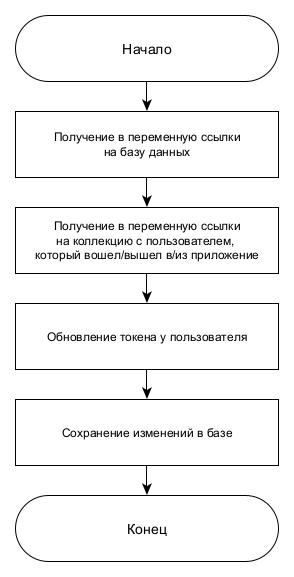 Начало
Получение в переменную ссылки
на базу данных
Получение в переменную ссылки
на коллекцию с пользователем,
который вошел/вышел в/из приложение
Обновление токена у пользователя
Сохранение изменений в базе
Конец